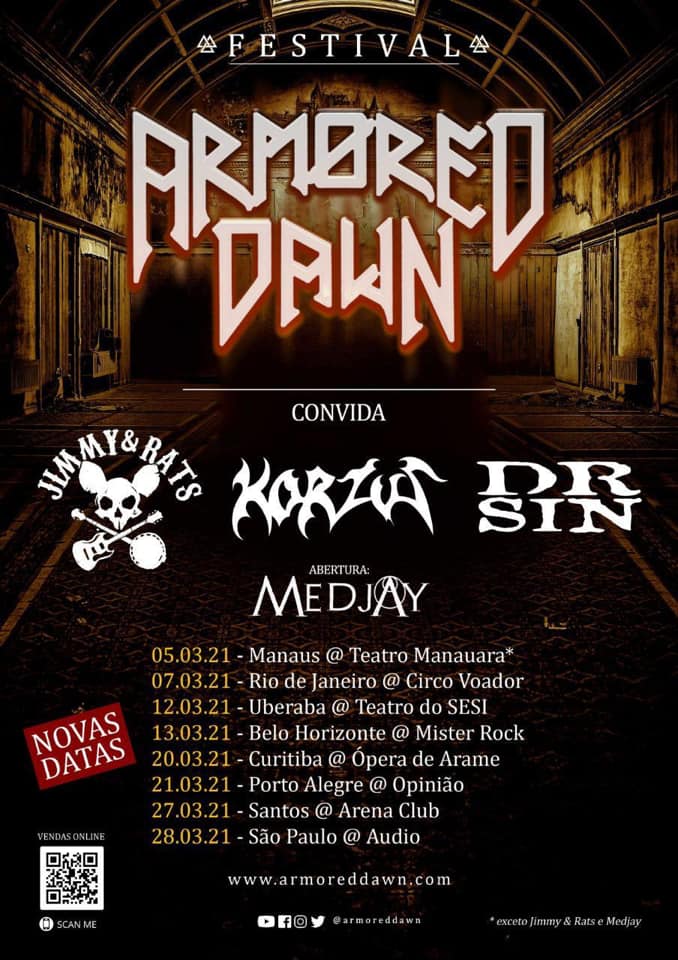 FESTIVAL
ARMØRED
DAWN
CONVIDA
JIMMY & RATS
KORZUS
DR
SIN
ABERTURA:
MEDJAY
05.03.21 - Manaus @ Teatro Manauara*
07.03.21 - Rio de Janeiro @ Circo Voador
12.03.21 - Uberaba @ Teatro do SESI
13.03.21 - Belo Horizonte @ Mister Rock
20.03.21 - Curitiba @ Ópera de Arame
21.03.21 - Porto Alegre @ Opinião
27.03.21 - Santos @ Arena Club
28.03.21 - São Paulo @ Audio
NOVAS
DATAS
VENDAS ONLINE
SCAN ME
www.armoreddawn.com
@armoreddawn
* exceto Jimmy & Rats e Medjay